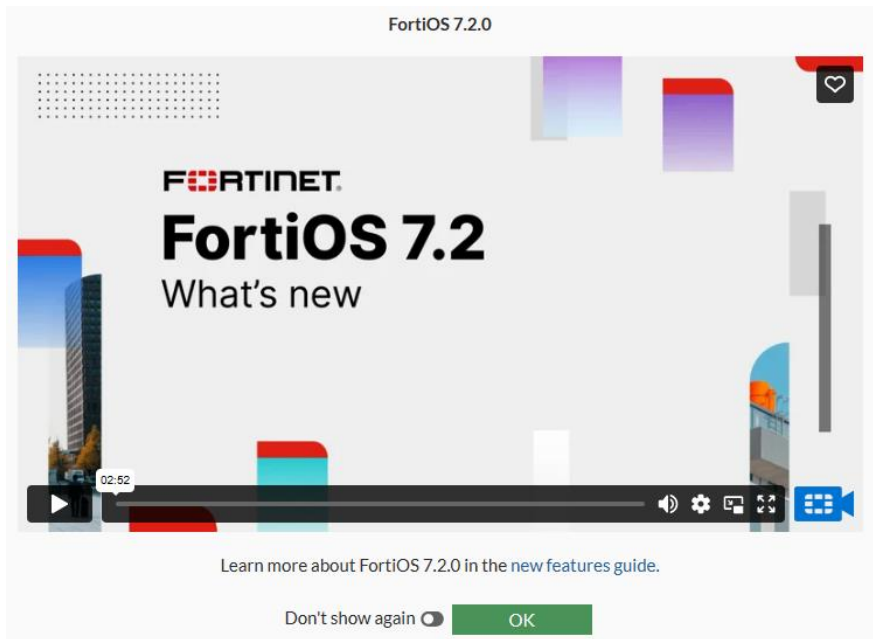 FortiOS 7.2.0
FORTINET
FortiOS 7.2
What's new
02:52
Learn more about FortiOS 7.2.0 in the new features guide.
Don't show again
OK